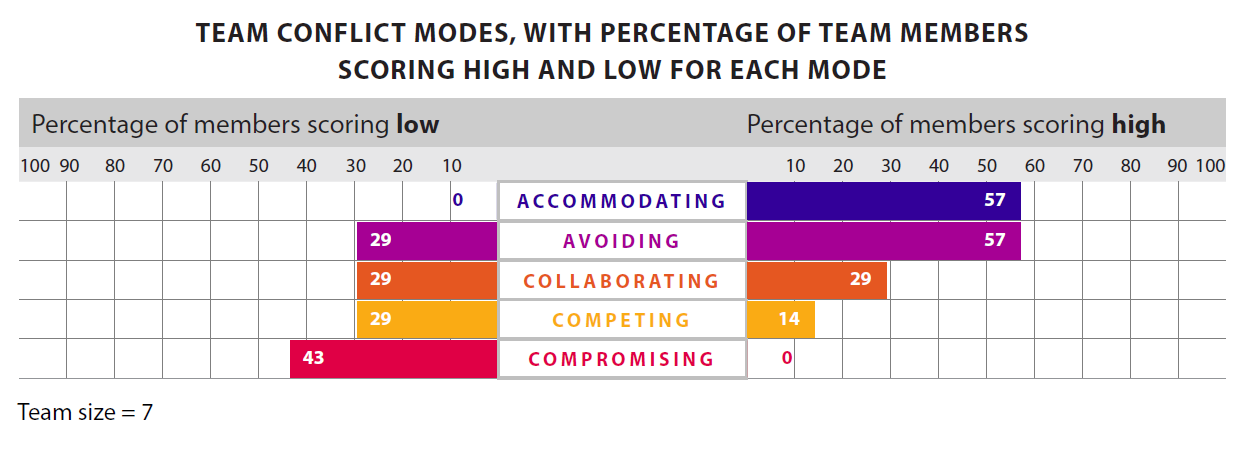 TEAM CONFLICT MODES, WITH PERCENTAGE OF TEAM MEMBERS
SCORING HIGH AND LOW FOR EACH MODE
Percentage of members scoring low Percentage of members scoring high
100 90 80 70 60 50 40 30 20 10 10 20 30 40 50 60 70 80 90 100
0 ACCOMMODATING 57
29 AVOIDING 57
29 COLLABORATING 29
29 COMPETING 14
43 COMPROMISING 0
Team size = 7